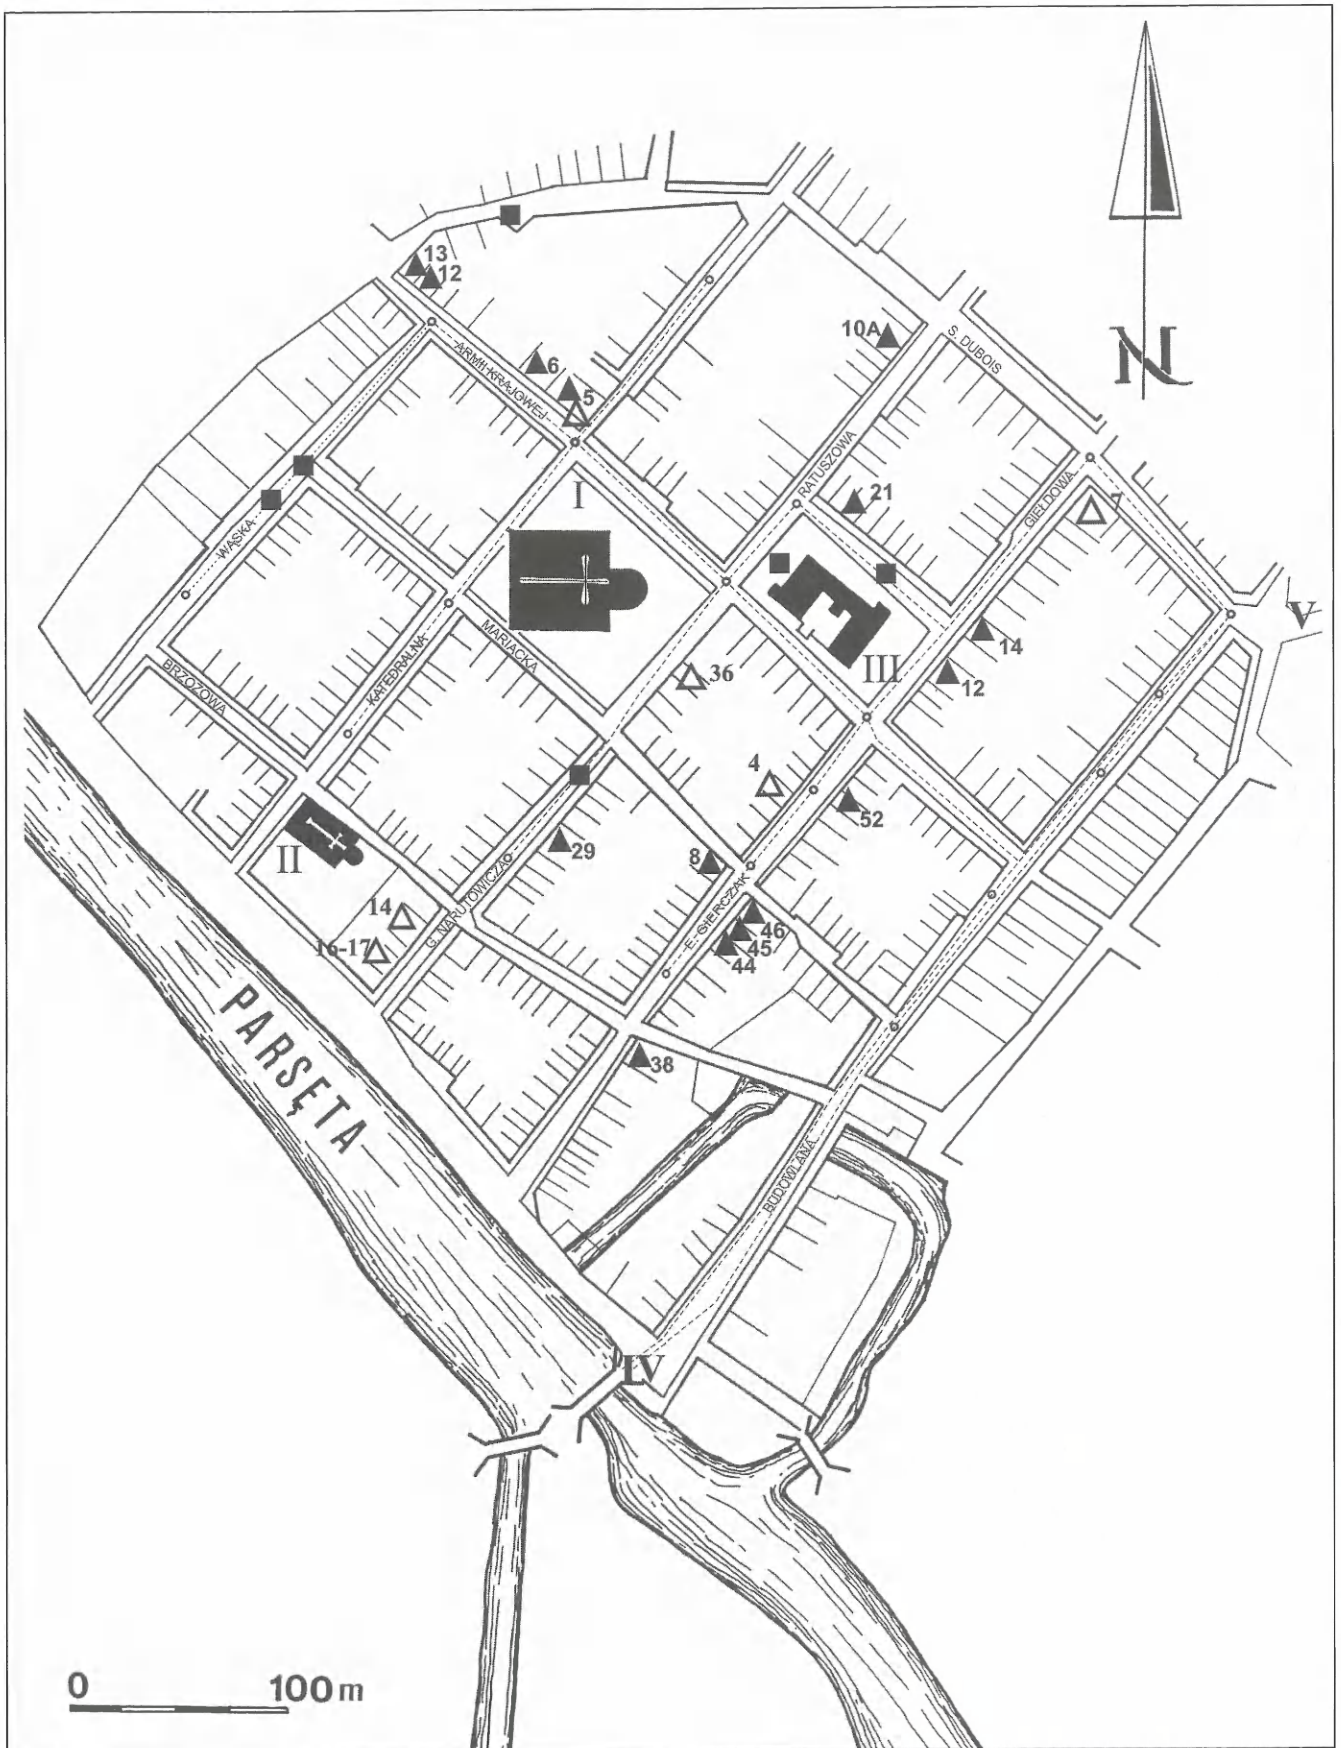 N
13
12
10A
S. DUBOIS
ARMII KRAJOWEJ
6
5
RATUSZOWA
21
I
GIEŁDOWA
7
WĄSKA
V
MARIACKA
14
KATEDRALNA
BRZOZOWA
III
36
12
4
52
II
29
8
G. NARUTOWICZA
E. GIERCZAK
14
46
16-17
45
44
PARSĘTA
38
BUDOWLANA
IV
0 100 m